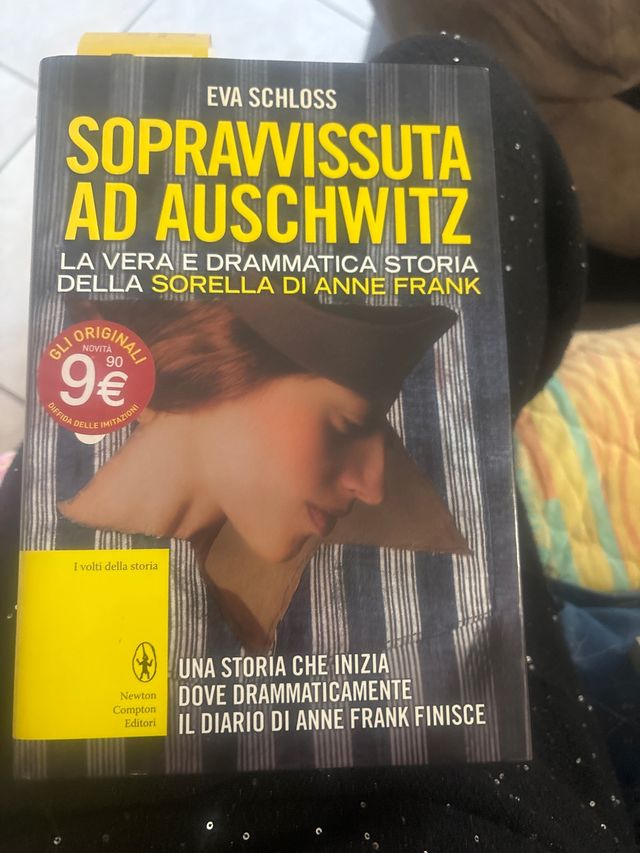 EVA SCHLOSS
SOPRAVVISSUTA
AD AUSCHWITZ
LA VERA E DRAMMATICA STORIA
DELLA SORELLA DI ANNE FRANK
GLI ORIGINALI
NOVITÀ
9 90 €
DIFFIDA DELLE IMITAZIONI
I volti della storia
Newton
Compton
Editori
UNA STORIA CHE INIZIA
DOVE DRAMMATICAMENTE
IL DIARIO DI ANNE FRANK FINISCE